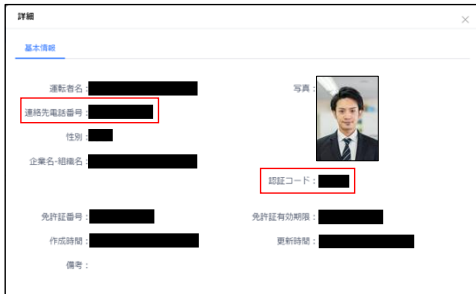 詳細
基本情報
運転者名：
写真：
連絡先電話番号：
性別：
企業名-組織名：
認証コード：
免許証番号：
免許証有効期限：
作成時間：
更新時間：
備考：